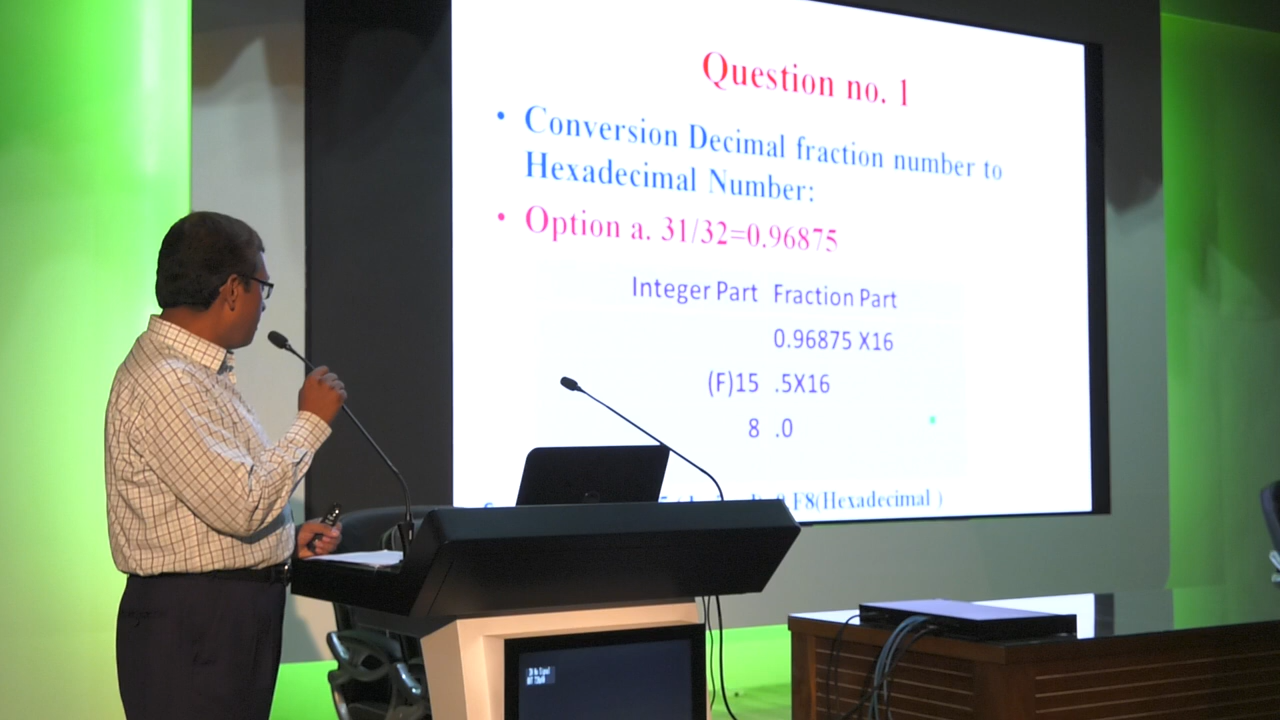 Question no. 1
• Conversion Decimal fraction number to
Hexadecimal Number:
• Option a. 31/32=0.96875
Integer Part Fraction Part
0.96875 X16
(F)15 .5X16
8 .0
F8(Hexadecimal )